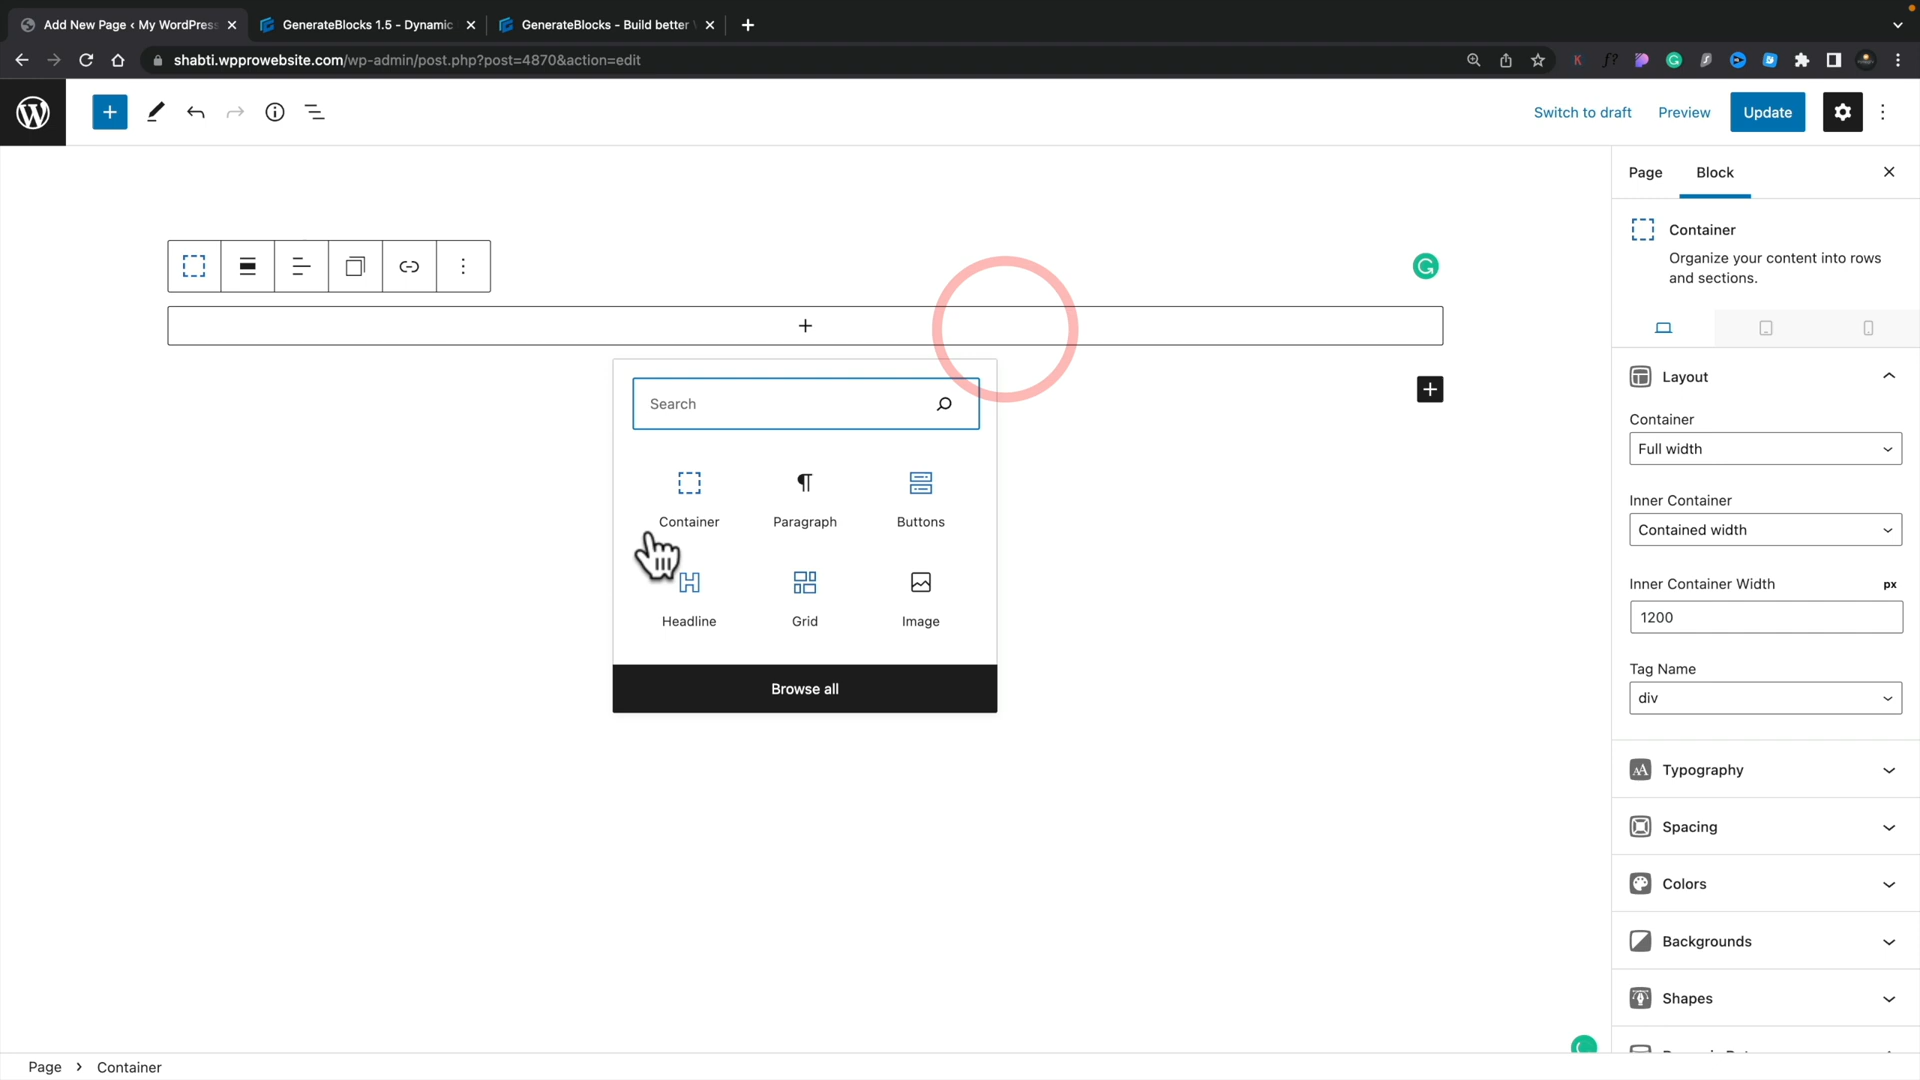 Add New Page ‹ My WordPress
GenerateBlocks 1.5 - Dynamic
GenerateBlocks - Build better
shabti.wpprowebsite.com/wp-admin/post.php?post=4870&action=edit
Switch to draft
Preview
Update
Page
Block
Container
Organize your content into rows
and sections.
Layout
Container
Full width
Inner Container
Contained width
Inner Container Width
px
1200
Tag Name
div
Typography
Spacing
Colors
Backgrounds
Shapes
Search
Container
Paragraph
Buttons
Headline
Grid
Image
Browse all
Page › Container